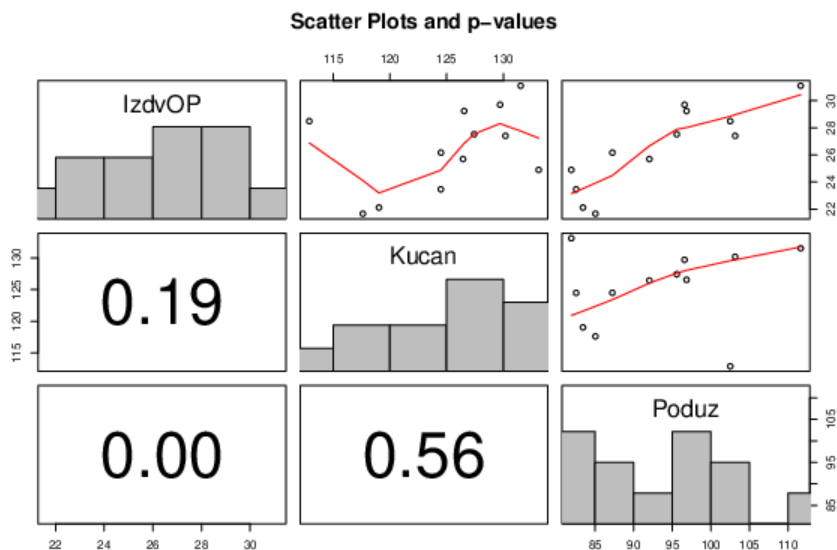 Scatter Plots and p−values
115 120 125 130
IzdvOP
22 24 26 28 30
115 120 125 130
0.19
Kucan
0.00
0.56
Poduz
85 95 105
22 24 26 28 30
85 90 95 100 105 110